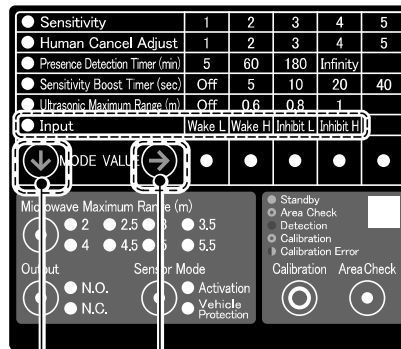 Sensitivity 1 2 3 4 5
Human Cancel Adjust 1 2 3 4 5
Presence Detection Timer (min) 5 60 180 Infinity
Sensitivity Boost Timer (sec) Off 5 10 20 40
Ultrasonic Maximum Range (m) Off 0.6 0.8 1
Input Wake L Wake H Inhibit L Inhibit H
MODE VALUE
Microwave Maximum Range (m)
2 2.5 3 3.5
4 4.5 5 5.5
Output Sensor Mode
N.O. Activation
N.C. Vehicle Protection
Standby
Area Check
Detection
Calibration
Calibration Error
Calibration Area Check